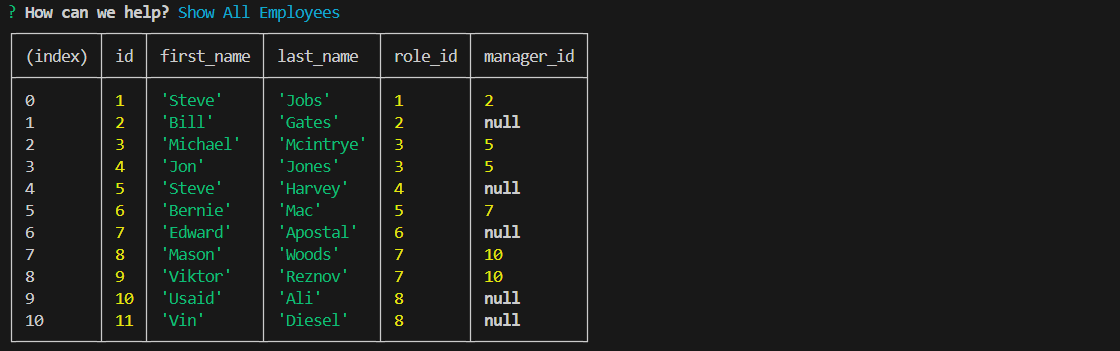 ? How can we help? Show All Employees
(index) id first_name last_name role_id manager_id
0 1 'Steve' 'Jobs' 1 2
1 2 'Bill' 'Gates' 2 null
2 3 'Michael' 'Mcintrye' 3 5
3 4 'Jon' 'Jones' 3 5
4 5 'Steve' 'Harvey' 4 null
5 6 'Bernie' 'Mac' 5 7
6 7 'Edward' 'Apostal' 6 null
7 8 'Mason' 'Woods' 7 10
8 9 'Viktor' 'Reznov' 7 10
9 10 'Usaid' 'Ali' 8 null
10 11 'Vin' 'Diesel' 8 null